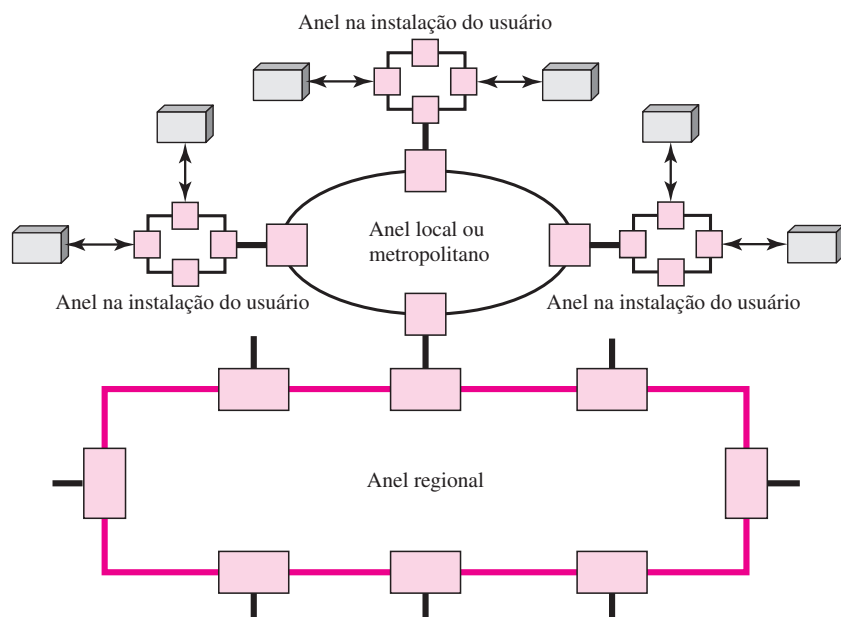 Anel na instalação do usuário
Anel local ou
metropolitano
Anel na instalação do usuário
Anel na instalação do usuário
Anel regional